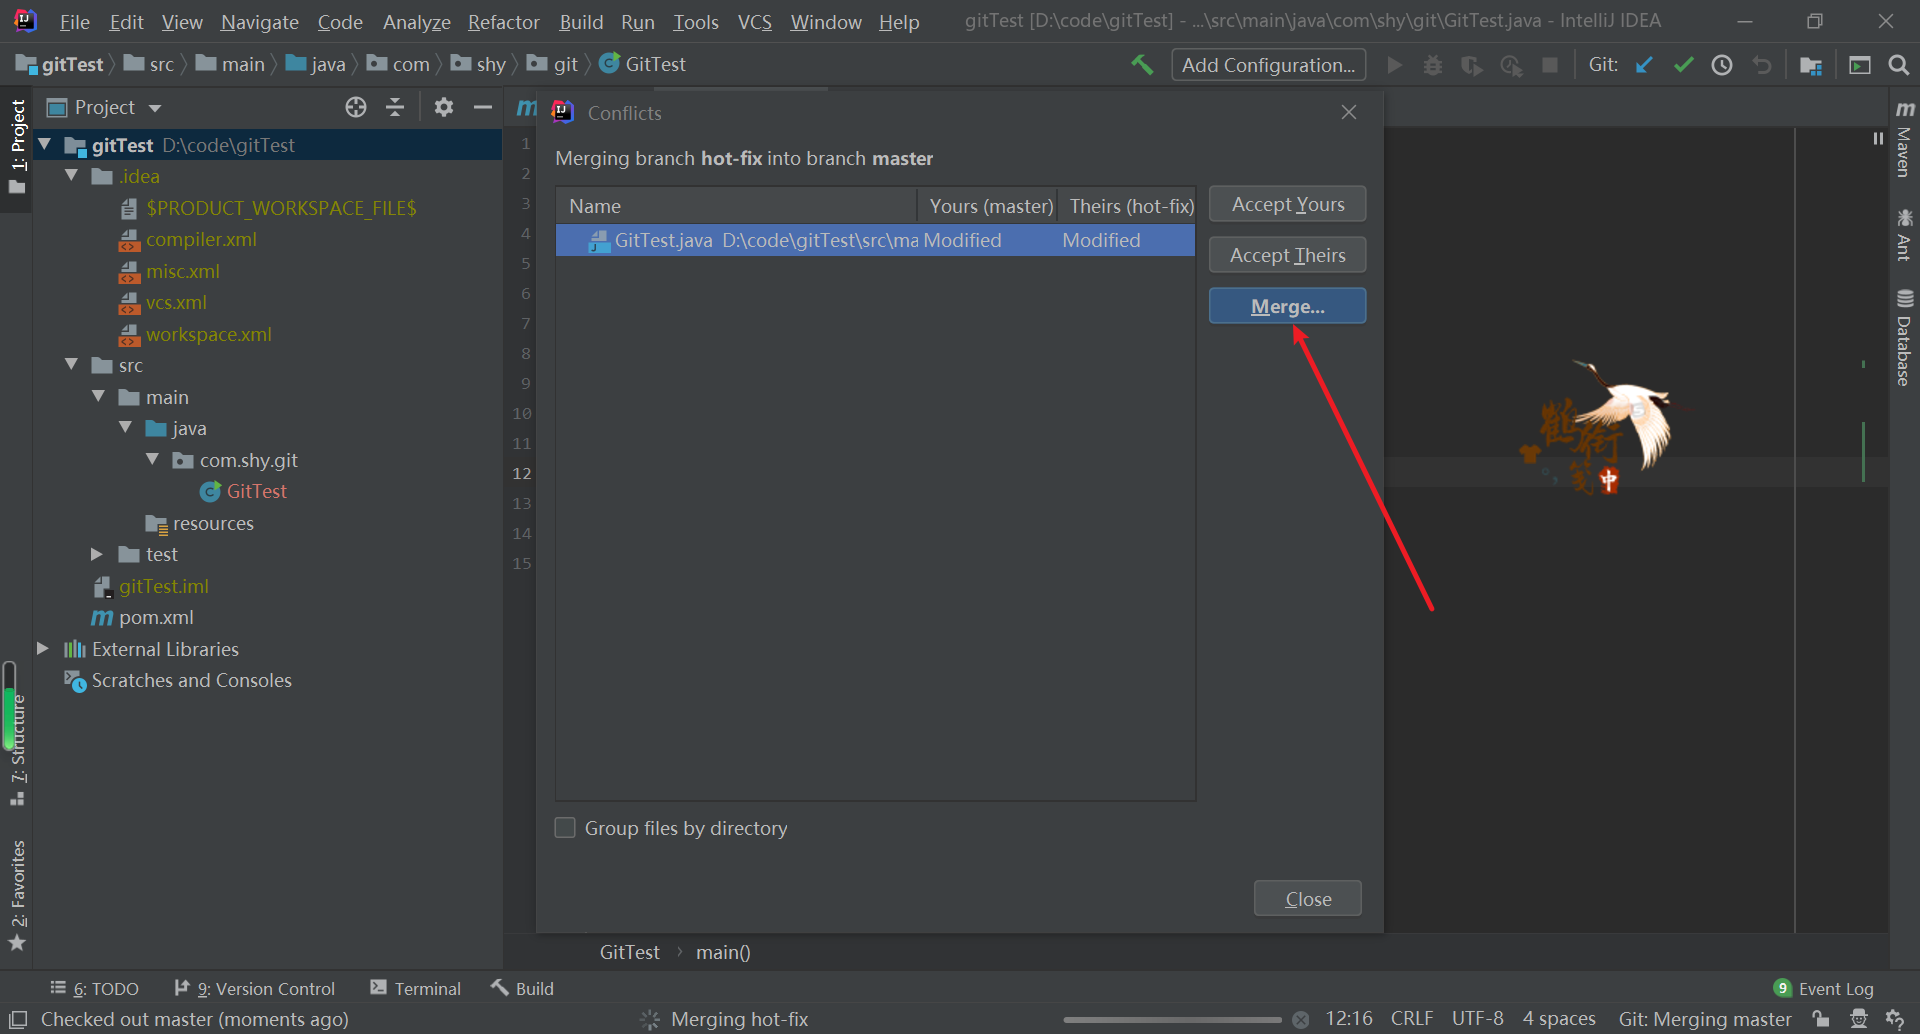 File Edit View Navigate Code Analyze Refactor Build Run Tools VCS Window Help gitTest [D:\code\gitTest] - ...\src\main\java\com\shy\git\GitTest.java - IntelliJ IDEA
gitTest src main java com shy git GitTest Add Configuration... Git:
1: Project
7: Structure
2: Favorites
Project
gitTest D:\code\gitTest
.idea
$PRODUCT_WORKSPACE_FILE$
compiler.xml
misc.xml
vcs.xml
workspace.xml
src
main
java
com.shy.git
GitTest
resources
test
gitTest.iml
m pom.xml
External Libraries
Scratches and Consoles
m
1
2
3
4
5
6
7
8
9
10
11
12
13
14
15
Conflicts
Merging branch hot-fix into branch master
Name Yours (master) Theirs (hot-fix)
GitTest.java D:\code\gitTest\src\ma Modified Modified
Accept Yours
Accept Theirs
Merge...
Group files by directory
Close
GitTest › main()
鹤
衔
笺
中
m Maven
Ant
Database
6: TODO 9: Version Control Terminal Build 9 Event Log
Checked out master (moments ago) Merging hot-fix 12:16 CRLF UTF-8 4 spaces Git: Merging master